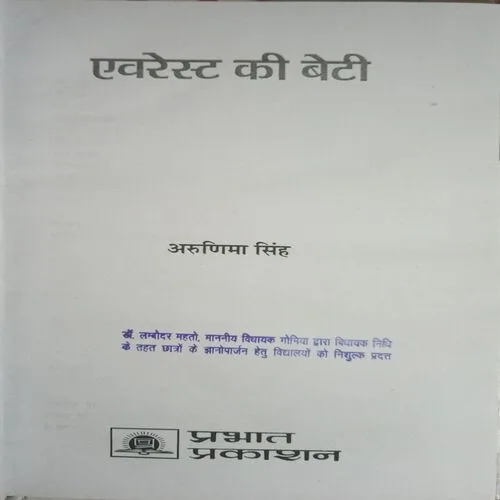 एवरेस्ट की बेटी
अरुणिमा सिंह
डॉ. लम्बोदर महतो, माननीय विधायक गोमिया द्वारा विधायक निधि
के तहत छात्रों के ज्ञानोपार्जन हेतु विद्यालयों को निशुल्क प्रदत्त
प्रभात
प्रकाशन